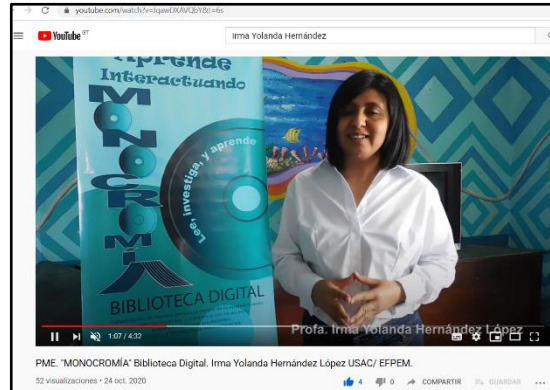 youtube.com/watch?v=IqawDXAVQbY&t=6s
YouTube GT
Irma Yolanda Hernández
Aprende
Interactuando
MONOCROMÍA
Lee, investiga, y aprende
BIBLIOTECA DIGITAL
Profa. Irma Yolanda Hernández López
1:07 / 4:32
PME. "MONOCROMÍA" Biblioteca Digital. Irma Yolanda Hernández López USAC/ EFPEM.
52 visualizaciones • 24 oct. 2020
4
0
COMPARTIR
GUARDAR